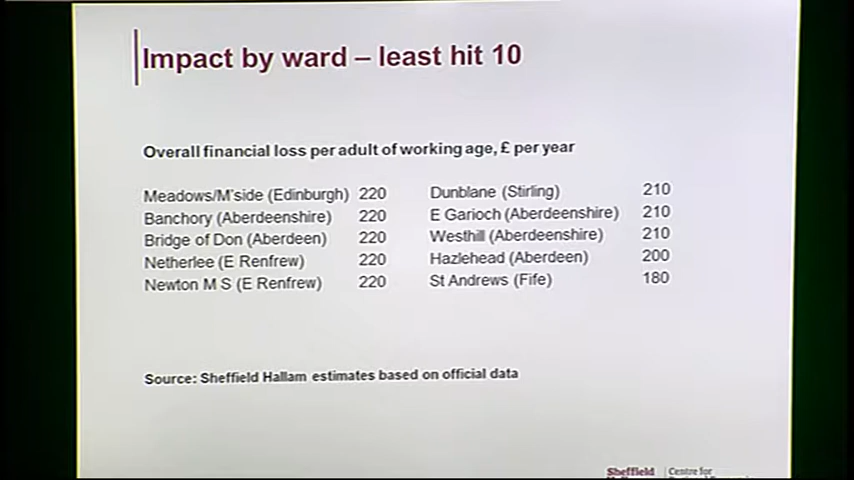 Impact by ward – least hit 10
Overall financial loss per adult of working age, £ per year
Meadows/M'side (Edinburgh) 220
Banchory (Aberdeenshire) 220
Bridge of Don (Aberdeen) 220
Netherlee (E Renfrew) 220
Newton M S (E Renfrew) 220
Dunblane (Stirling) 210
E Garioch (Aberdeenshire) 210
Westhill (Aberdeenshire) 210
Hazlehead (Aberdeen) 200
St Andrews (Fife) 180
Source: Sheffield Hallam estimates based on official data
Sheffield
Centre for